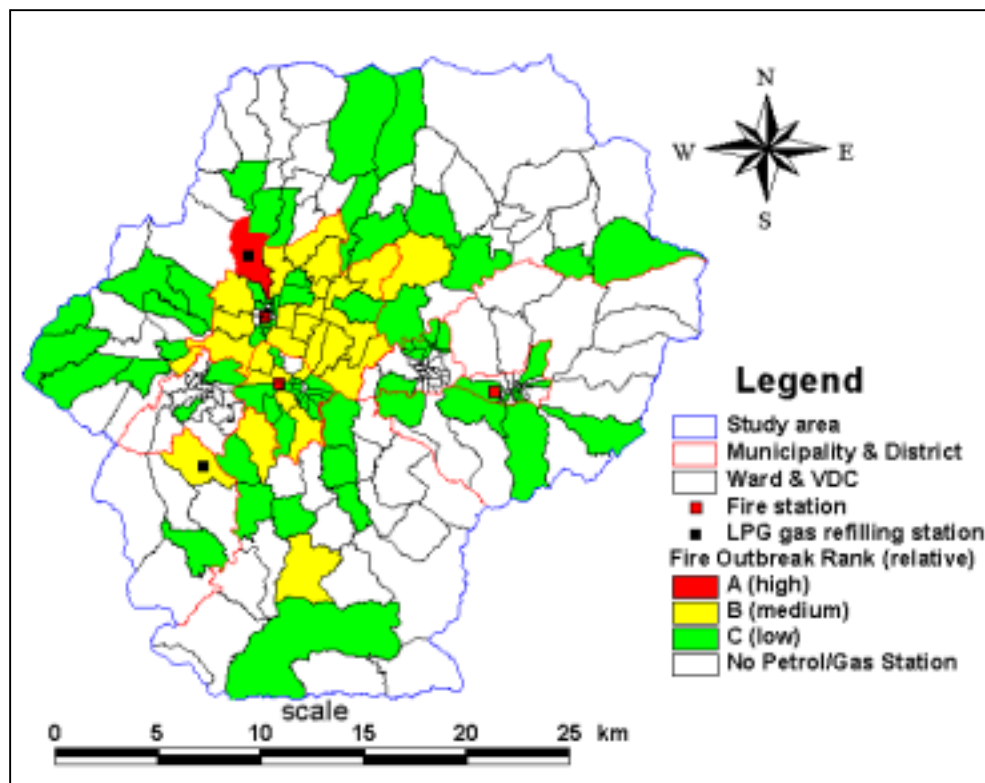 N
W E
S
Legend
Study area
Municipality & District
Ward & VDC
Fire station
LPG gas refilling station
Fire Outbreak Rank (relative)
A (high)
B (medium)
C (low)
No Petrol/Gas Station
scale
0 5 10 15 20 25 km